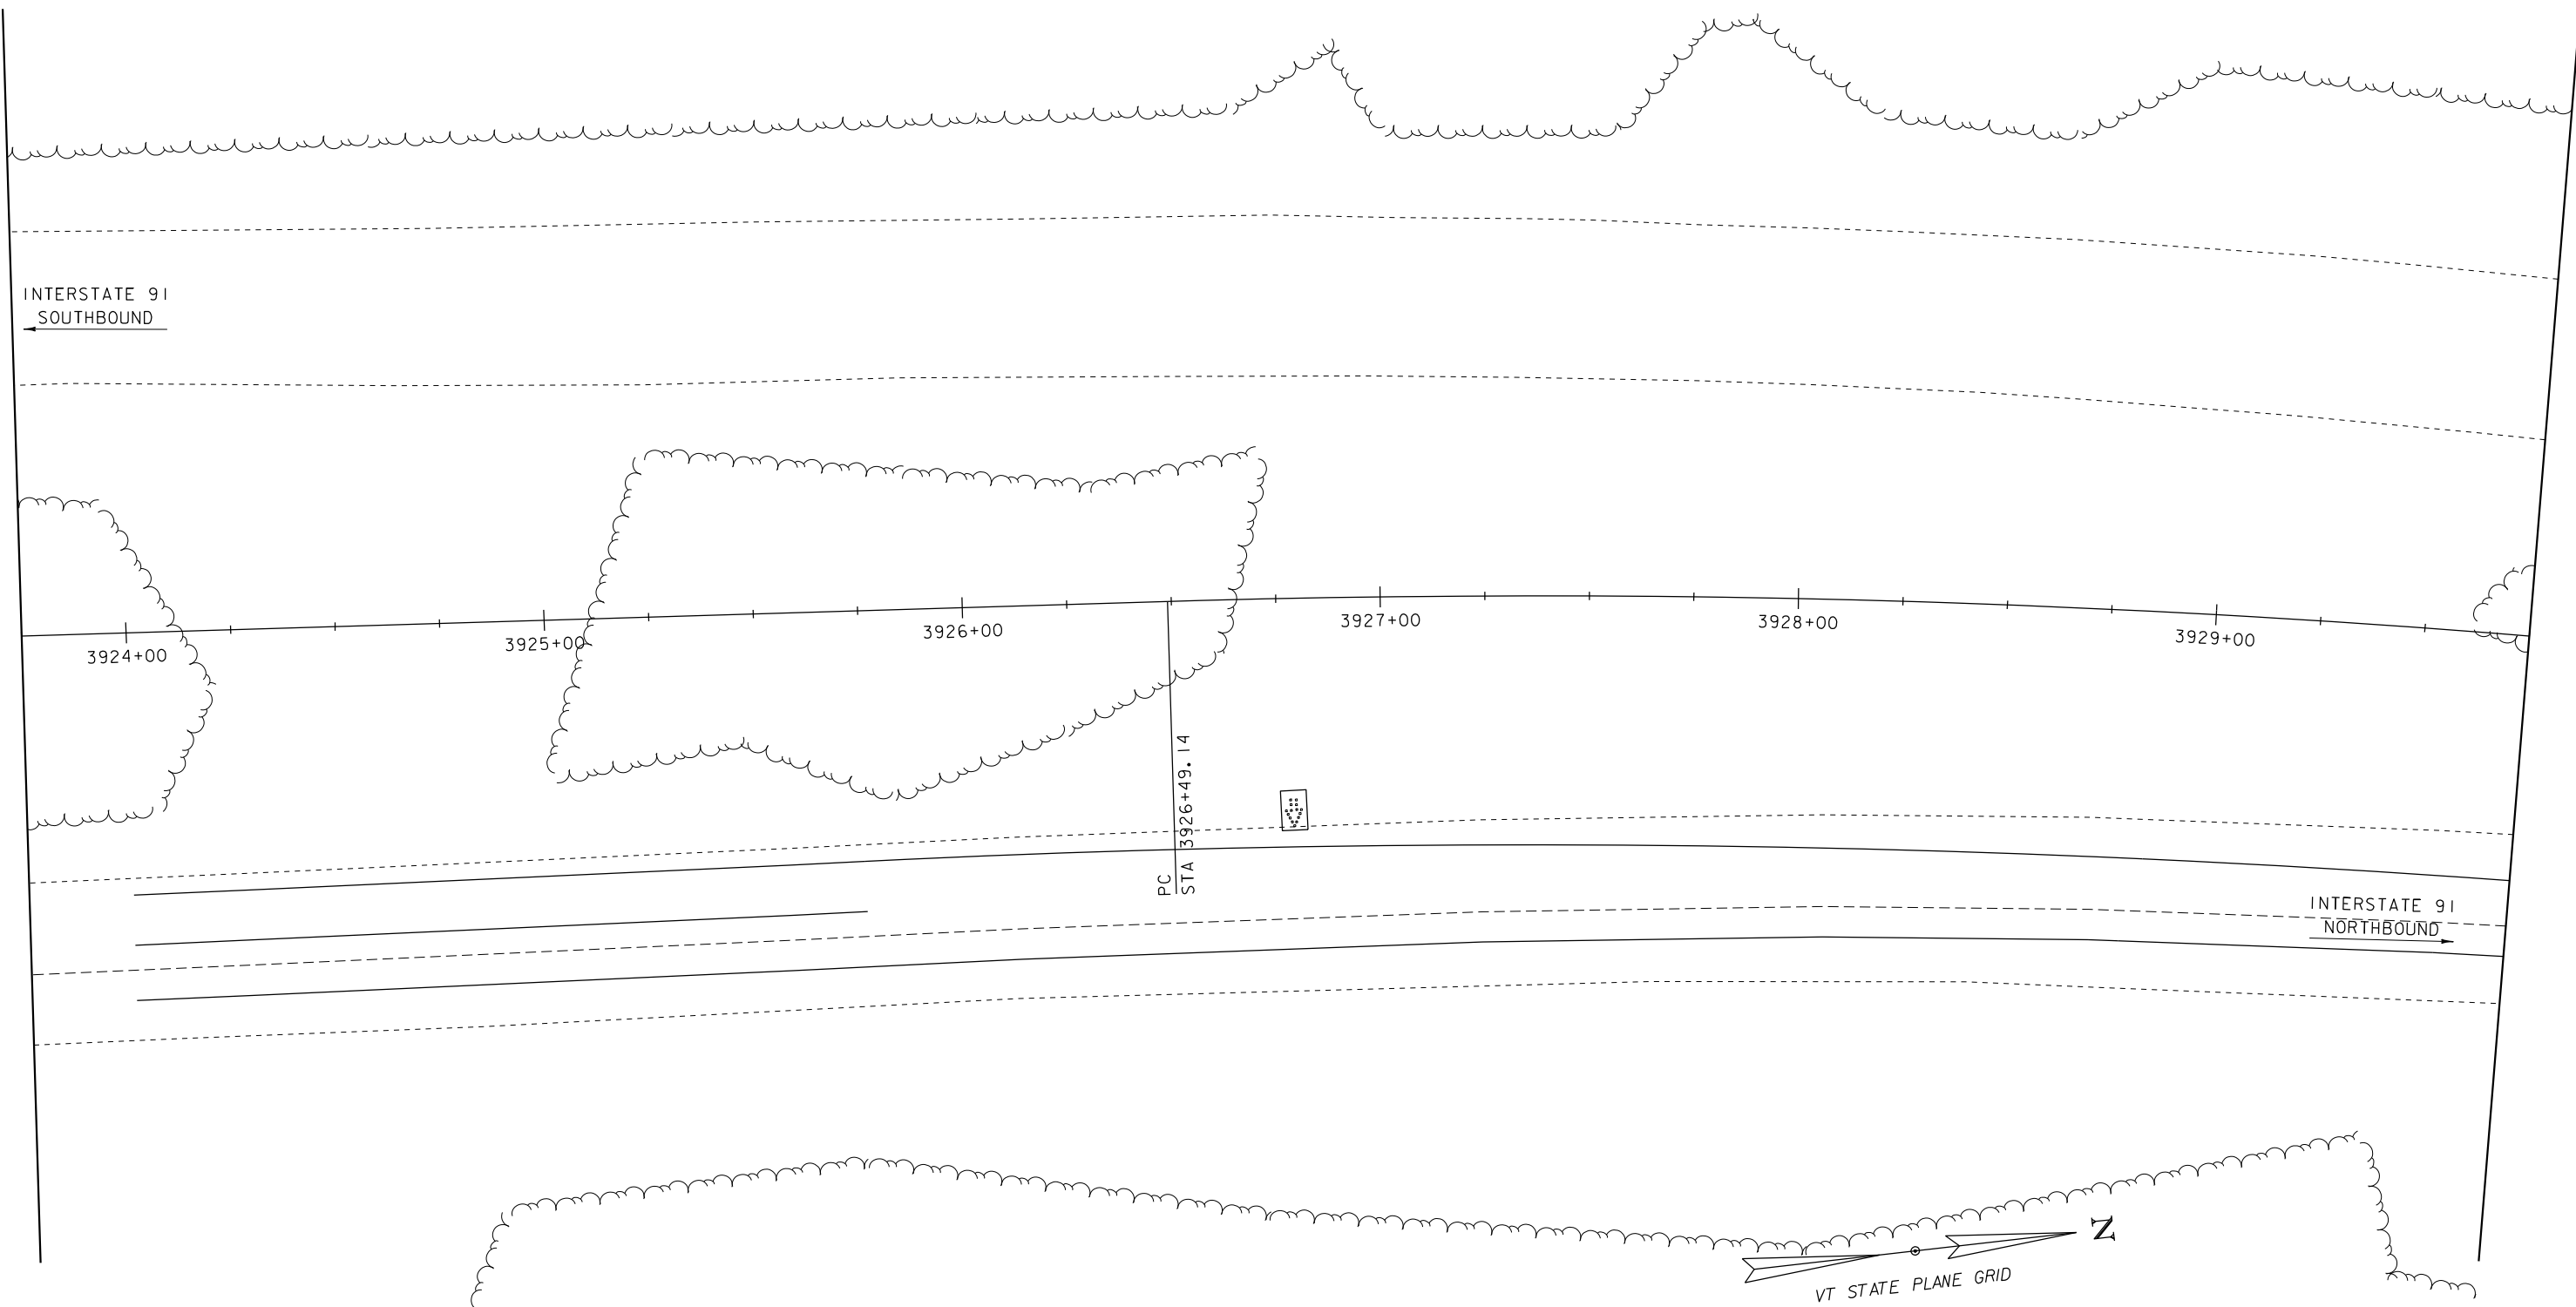 INTERSTATE 91
SOUTHBOUND
3924+00
3925+00
3926+00
3927+00
3928+00
3929+00
PC
STA 3926+49.14
INTERSTATE 91
NORTHBOUND
N
VT STATE PLANE GRID